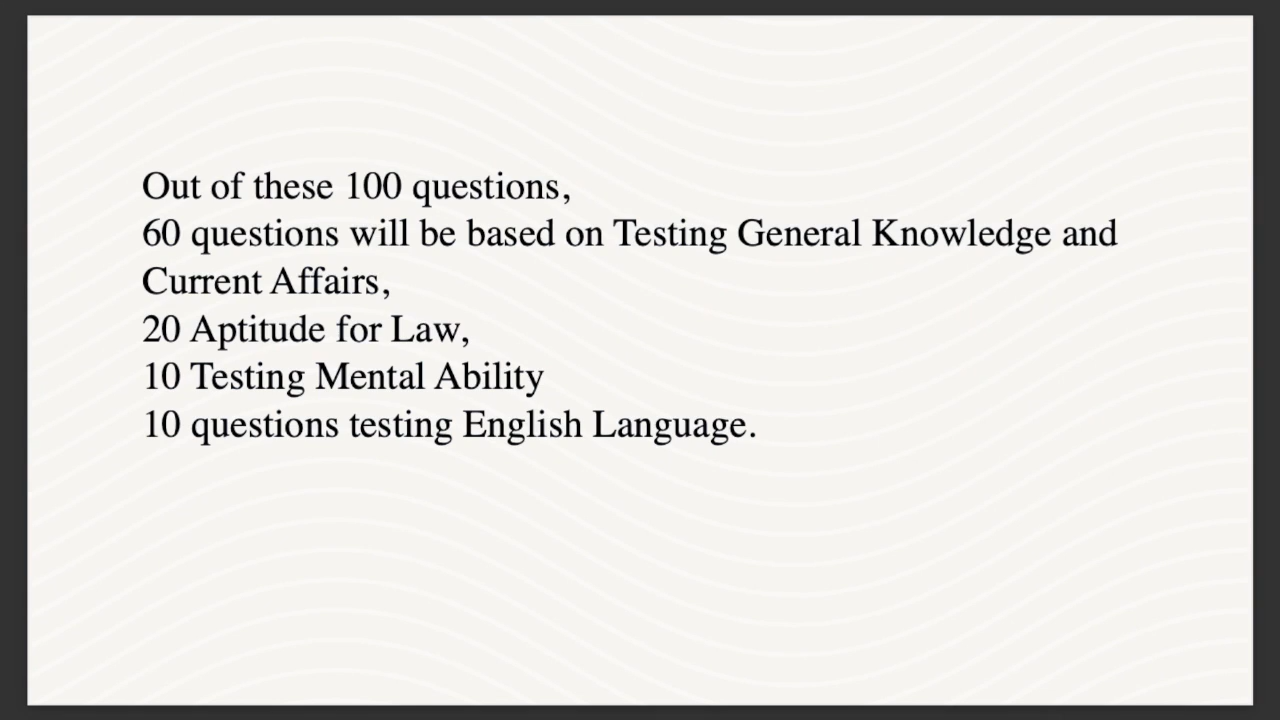 Out of these 100 questions,
60 questions will be based on Testing General Knowledge and
Current Affairs,
20 Aptitude for Law,
10 Testing Mental Ability
10 questions testing English Language.